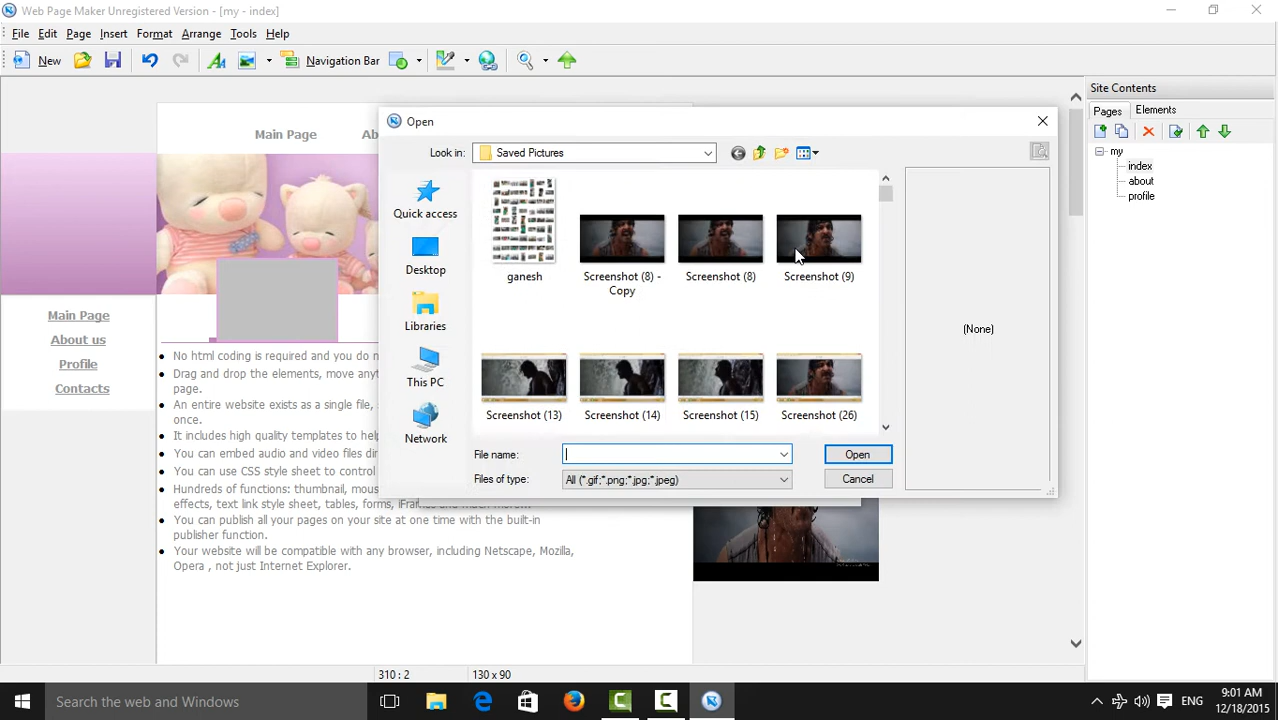 Web Page Maker Unregistered Version - [my - index]
File Edit Page Insert Format Arrange Tools Help
New Navigation Bar
Site Contents
Pages Elements
my
index
about
profile
Main Page
Open
Look in: Saved Pictures
Quick access
Desktop
Libraries
This PC
Network
ganesh
Screenshot (8) -
Copy
Screenshot (8)
Screenshot (9)
Screenshot (13)
Screenshot (14)
Screenshot (15)
Screenshot (26)
(None)
File name:
Open
Files of type: All (*.gif;*.png;*.jpg;*.jpeg)
Cancel
Main Page
About us
Profile
Contacts
No html coding is required and you do
Drag and drop the elements, move
page.
An entire website exists as a single file,
once.
It includes high quality templates to
You can embed audio and video files
You can use CSS style sheet to control
Hundreds of functions: thumbnail,
effects, text link style sheet, tables, forms, iFrames and much more...
You can publish all your pages on your site at one time with the built-in
publisher function.
Your website will be compatible with any browser, including Netscape, Mozilla,
Opera , not just Internet Explorer.
310 : 2 130 x 90
Search the web and Windows
ENG
9:01 AM
12/18/2015